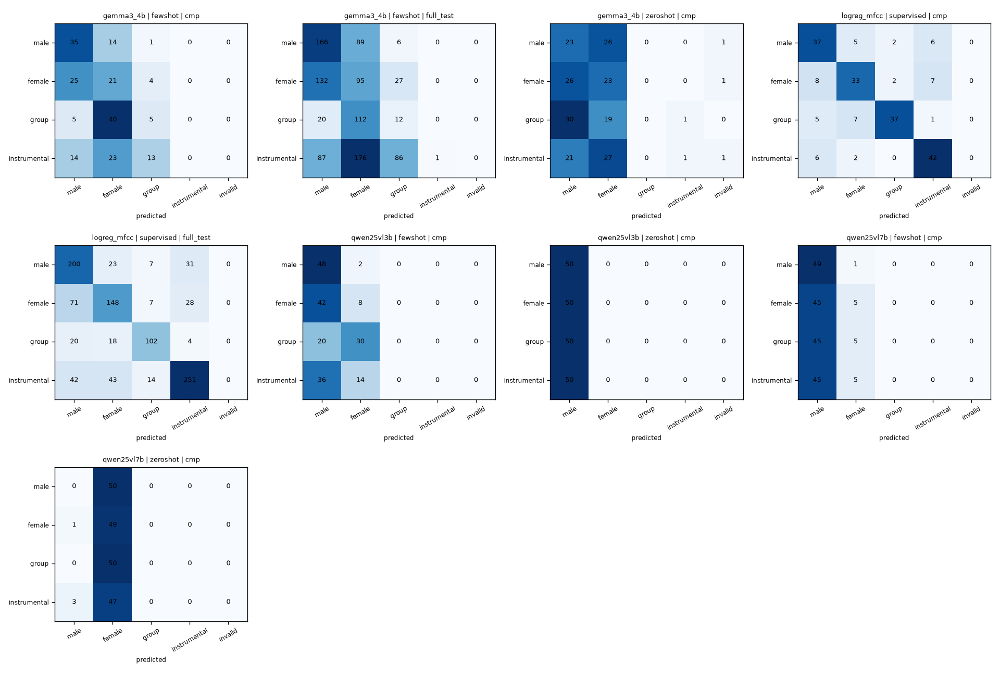 gemma3_4b | fewshot | cmp
male 35 14 1 0 0
female 25 21 4 0 0
group 5 40 5 0 0
instrumental 14 23 13 0 0
male female group instrumental invalid
predicted
gemma3_4b | fewshot | full_test
male 166 89 6 0 0
female 132 95 27 0 0
group 20 112 12 0 0
instrumental 87 176 86 1 0
male female group instrumental invalid
predicted
gemma3_4b | zeroshot | cmp
male 23 26 0 0 1
female 26 23 0 0 1
group 30 19 0 1 0
instrumental 21 27 0 1 1
male female group instrumental invalid
predicted
logreg_mfcc | supervised | cmp
male 37 5 2 6 0
female 8 33 2 7 0
group 5 7 37 1 0
instrumental 6 2 0 42 0
male female group instrumental invalid
predicted
logreg_mfcc | supervised | full_test
male 200 23 7 31 0
female 71 148 7 28 0
group 20 18 102 4 0
instrumental 42 43 14 251 0
male female group instrumental invalid
predicted
qwen25vl3b | fewshot | cmp
male 48 2 0 0 0
female 42 8 0 0 0
group 20 30 0 0 0
instrumental 36 14 0 0 0
male female group instrumental invalid
predicted
qwen25vl3b | zeroshot | cmp
male 50 0 0 0 0
female 50 0 0 0 0
group 50 0 0 0 0
instrumental 50 0 0 0 0
male female group instrumental invalid
predicted
qwen25vl7b | fewshot | cmp
male 49 1 0 0 0
female 45 5 0 0 0
group 45 5 0 0 0
instrumental 45 5 0 0 0
male female group instrumental invalid
predicted
qwen25vl7b | zeroshot | cmp
male 0 50 0 0 0
female 1 49 0 0 0
group 0 50 0 0 0
instrumental 3 47 0 0 0
male female group instrumental invalid
predicted